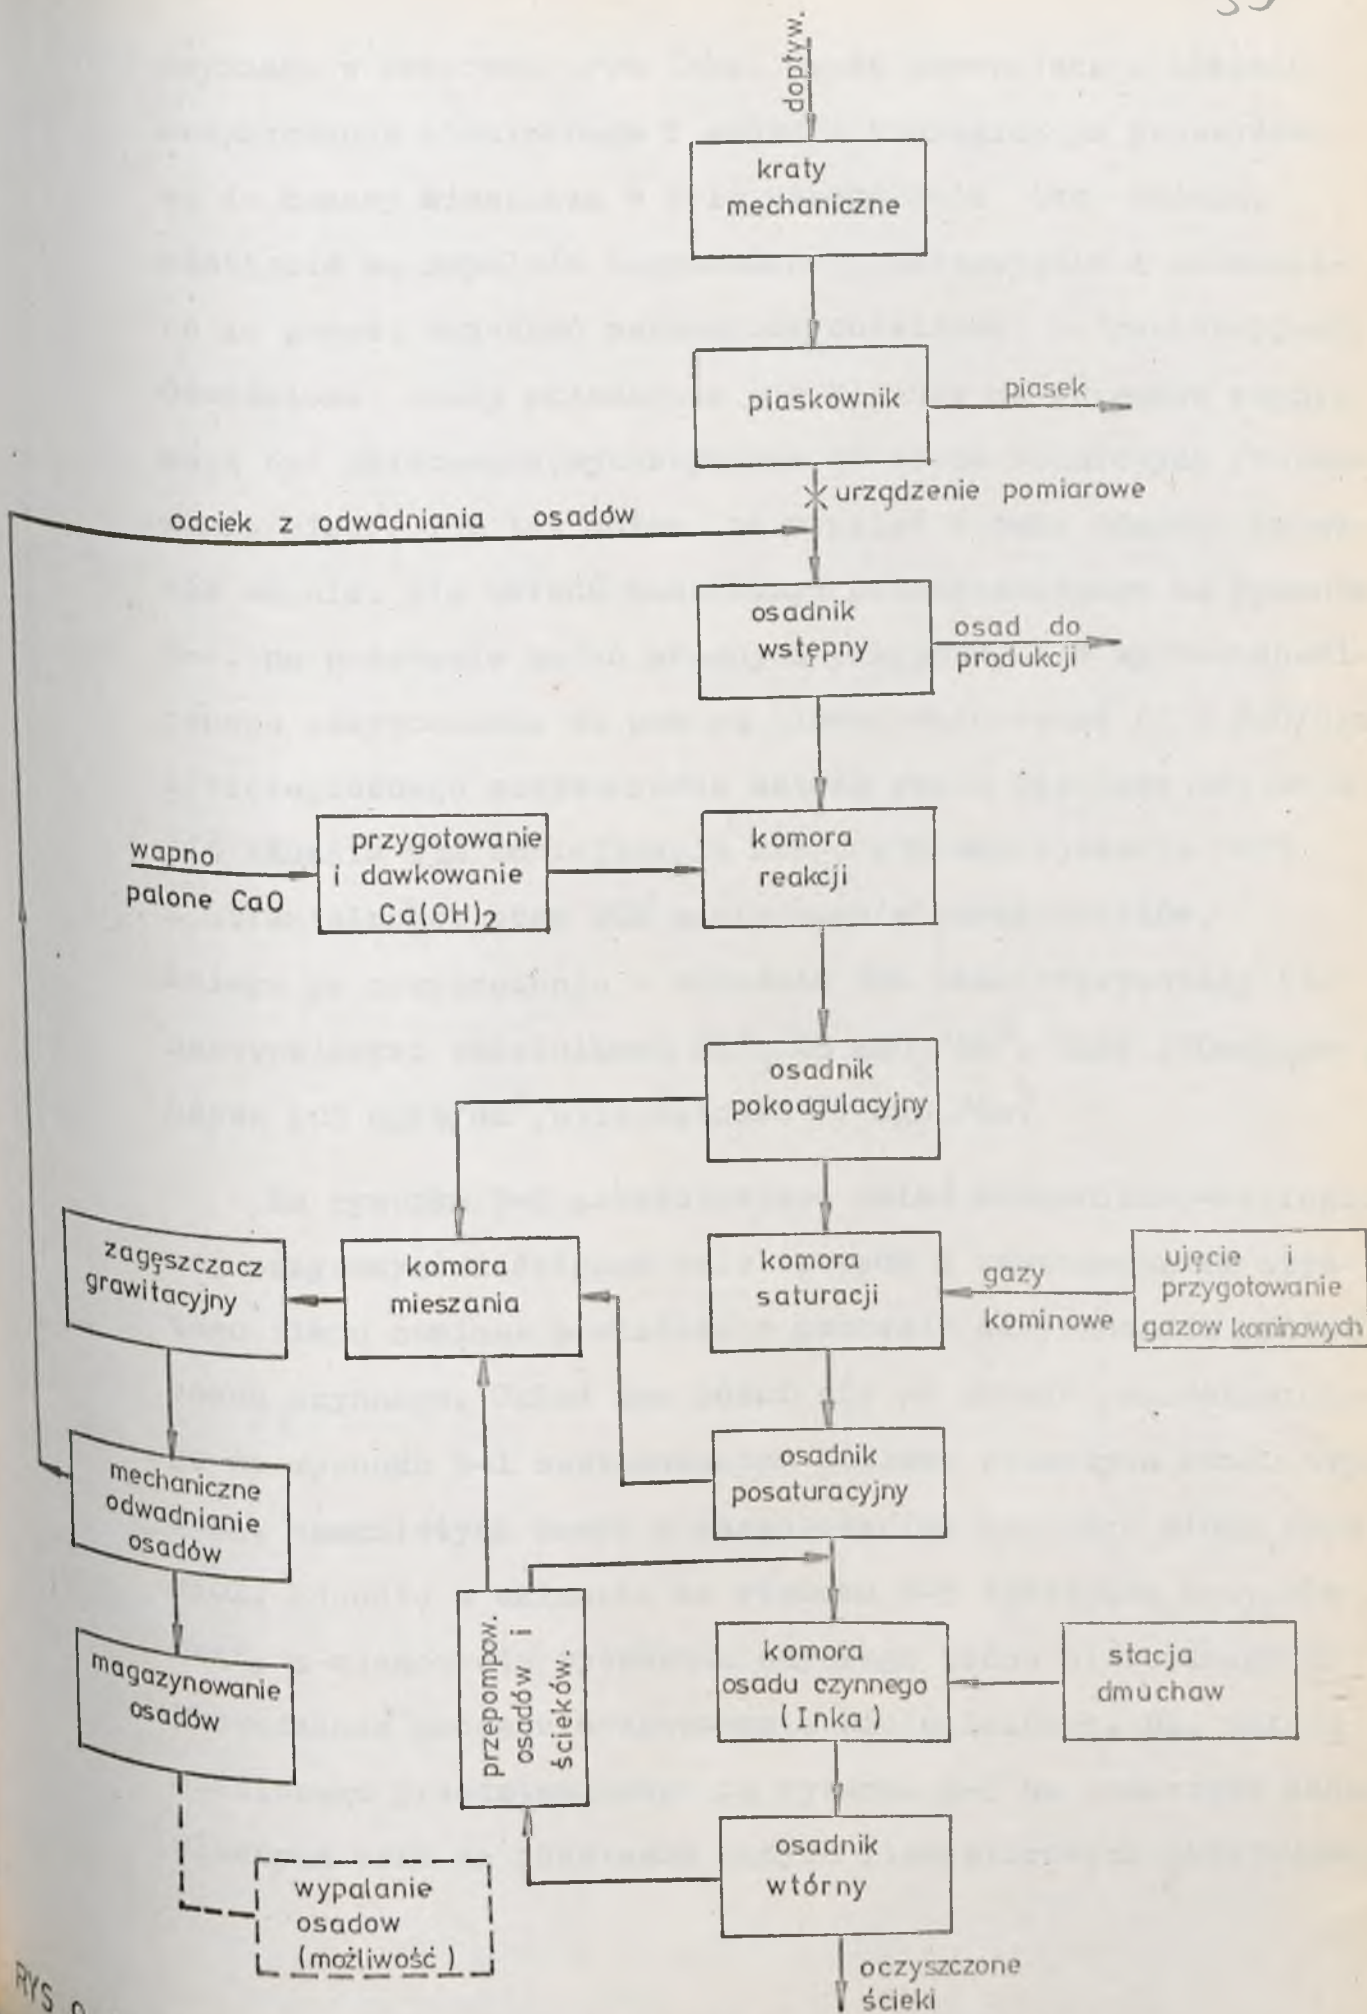 dopływ.
kraty
mechaniczne
piaskownik
piasek
urządzenie pomiarowe
odciek z odwadniania osadów
osadnik
wstępny
osad do
produkcji
wapno
palone CaO
przygotowanie
i dawkowanie
Ca(OH)₂
komora
reakcji
osadnik
pokoagulacyjny
zagęszczacz
grawitacyjny
komora
mieszania
komora
saturacji
gazy
kominowe
ujęcie i
przygotowanie
gazow kominowych
mechaniczne
odwadnianie
osadów
osadnik
posaturacyjny
magazynowanie
osadów
przepompow.
osadów i
ścieków.
komora
osadu czynnego
(Inka)
stacja
dmuchaw
osadnik
wtórny
wypalanie
osadow
(możliwość)
oczyszczone
ścieki
RYS